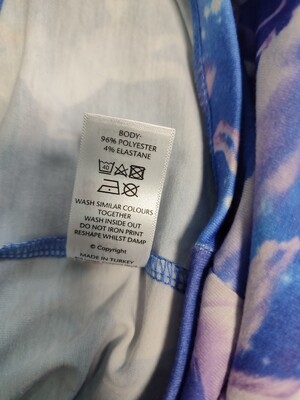 BODY-
96% POLYESTER
4% ELASTANE
40
WASH SIMILAR COLOURS
TOGETHER
WASH INSIDE OUT
DO NOT IRON PRINT
RESHAPE WHILST DAMP
© Copyright
MADE IN TURKEY